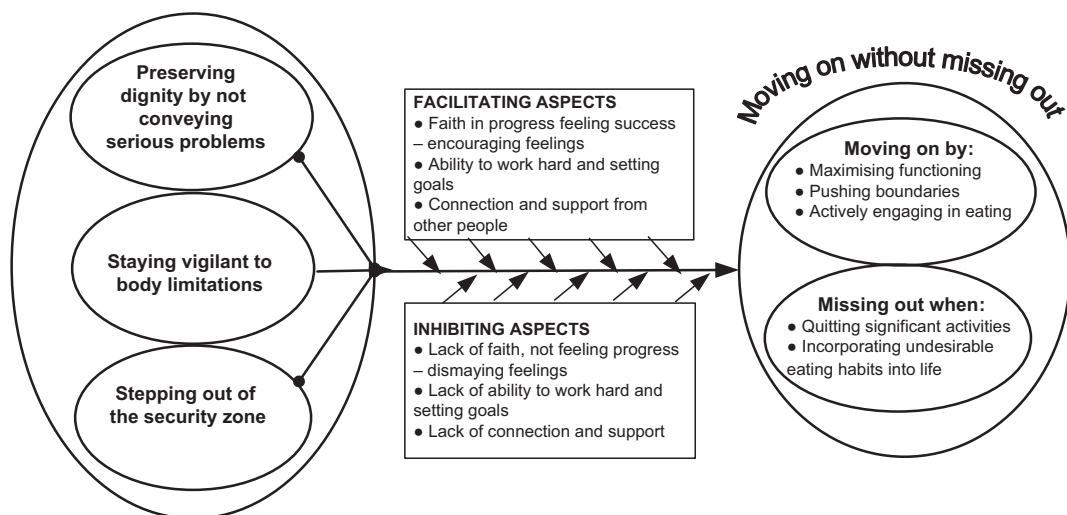 Preserving
dignity by not
conveying
serious problems
Staying vigilant to
body limitations
Stepping out of
the security zone
FACILITATING ASPECTS
● Faith in progress feeling success
– encouraging feelings
● Ability to work hard and setting
goals
● Connection and support from
other people
INHIBITING ASPECTS
● Lack of faith, not feeling progress
– dismaying feelings
● Lack of ability to work hard and
setting goals
● Lack of connection and support
Moving on without missing out
Moving on by:
● Maximising functioning
● Pushing boundaries
● Actively engaging in eating
Missing out when:
● Quitting significant activities
● Incorporating undesirable
eating habits into life